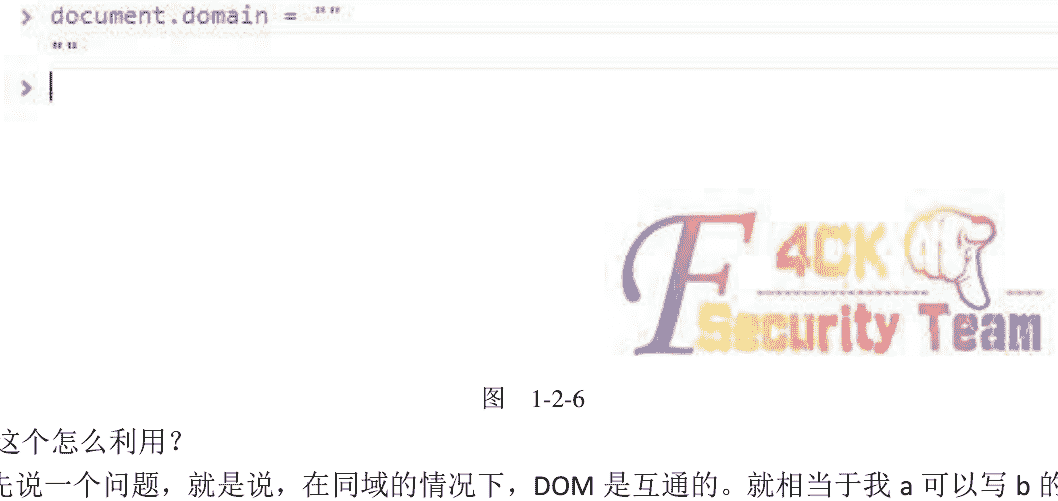 > document.domain = ""
""
>
F4CK
Security Team
图 1-2-6
这个怎么利用？
先说一个问题，就是说，在同域的情况下，DOM 是互通的。就相当于我 a 可以写 b 的